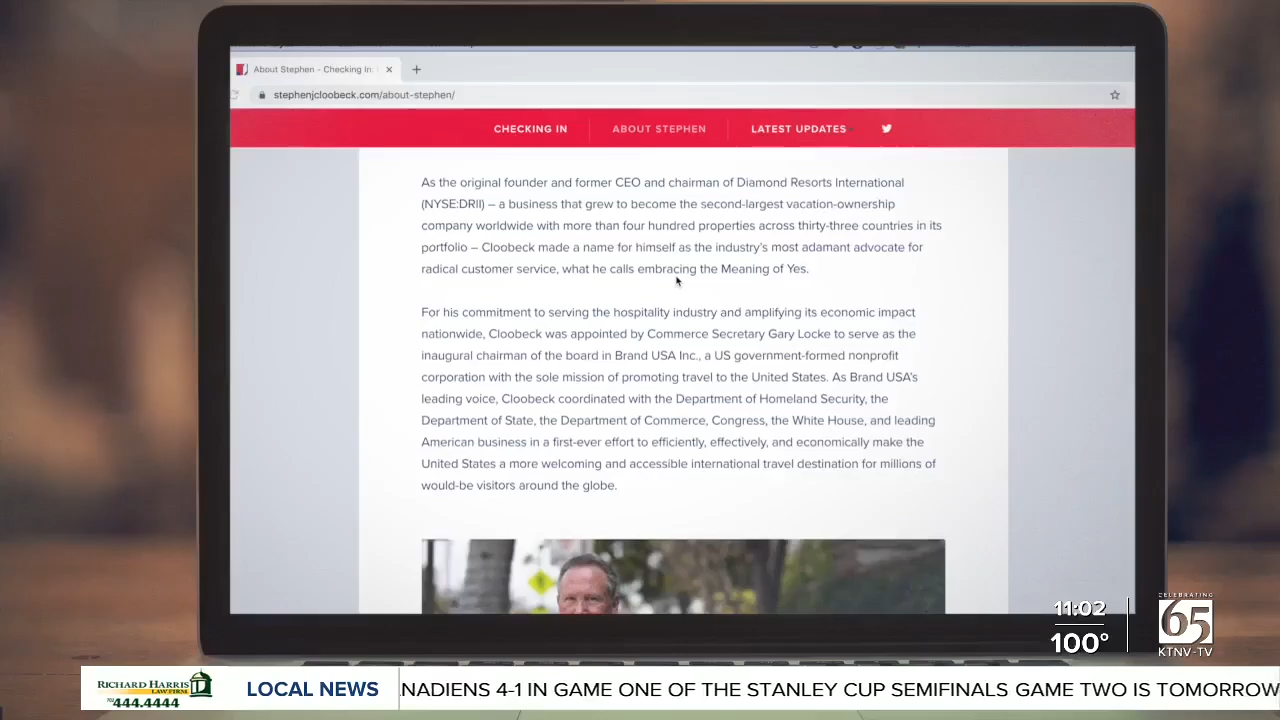 About Stephen - Checking In:
stephenjcloobeck.com/about-stephen/
CHECKING IN
ABOUT STEPHEN
LATEST UPDATES
As the original founder and former CEO and chairman of Diamond Resorts International
(NYSE:DRII) – a business that grew to become the second-largest vacation-ownership
company worldwide with more than four hundred properties across thirty-three countries in its
portfolio – Cloobeck made a name for himself as the industry's most adamant advocate for
radical customer service, what he calls embracing the Meaning of Yes.
For his commitment to serving the hospitality industry and amplifying its economic impact
nationwide, Cloobeck was appointed by Commerce Secretary Gary Locke to serve as the
inaugural chairman of the board in Brand USA Inc., a US government-formed nonprofit
corporation with the sole mission of promoting travel to the United States. As Brand USA's
leading voice, Cloobeck coordinated with the Department of Homeland Security, the
Department of State, the Department of Commerce, Congress, the White House, and leading
American business in a first-ever effort to efficiently, effectively, and economically make the
United States a more welcoming and accessible international travel destination for millions of
would-be visitors around the globe.
11:02
100°
CELEBRATING
65
KTNV-TV
RICHARD HARRIS
LAW FIRM
702 444.4444
LOCAL NEWS
NADIENS 4-1 IN GAME ONE OF THE STANLEY CUP SEMIFINALS GAME TWO IS TOMORROW